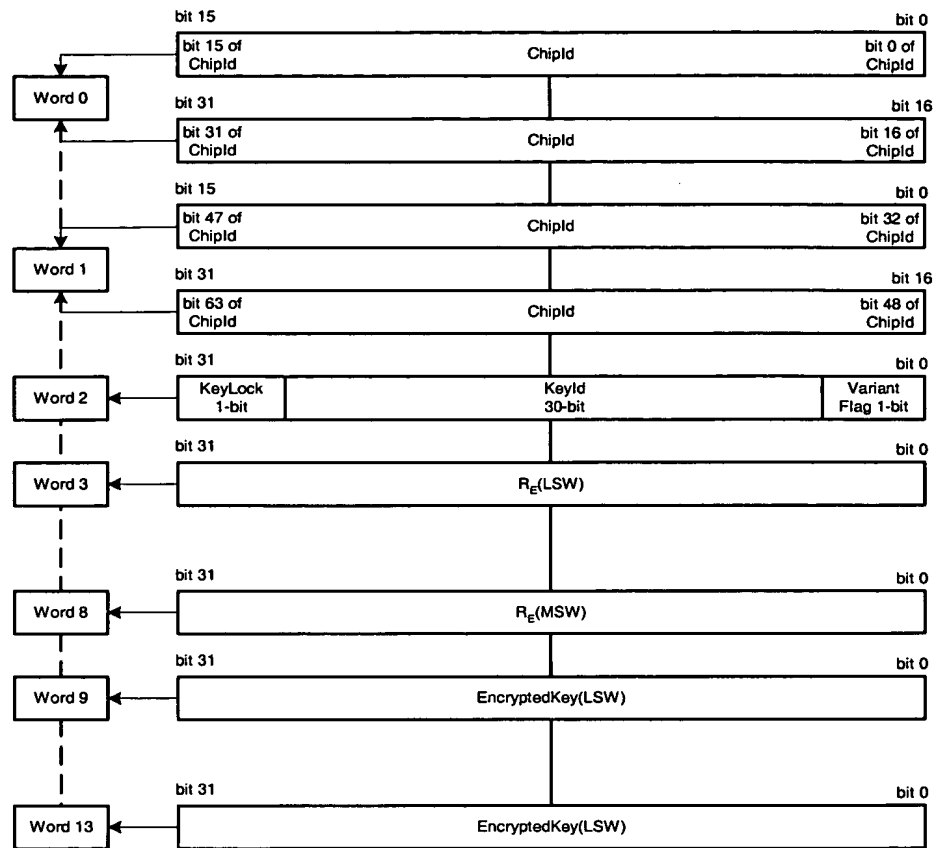 bit 15 bit 0
bit 15 of ChipId ChipId bit 0 of ChipId
Word 0
bit 31 bit 16
bit 31 of ChipId ChipId bit 16 of ChipId
bit 15 bit 0
bit 47 of ChipId ChipId bit 32 of ChipId
Word 1
bit 31 bit 16
bit 63 of ChipId ChipId bit 48 of ChipId
bit 31 bit 0
Word 2 KeyLock 1-bit KeyId 30-bit Variant Flag 1-bit
bit 31 bit 0
Word 3 RE(LSW)
bit 31 bit 0
Word 8 RE(MSW)
bit 31 bit 0
Word 9 EncryptedKey(LSW)
bit 31 bit 0
Word 13 EncryptedKey(LSW)